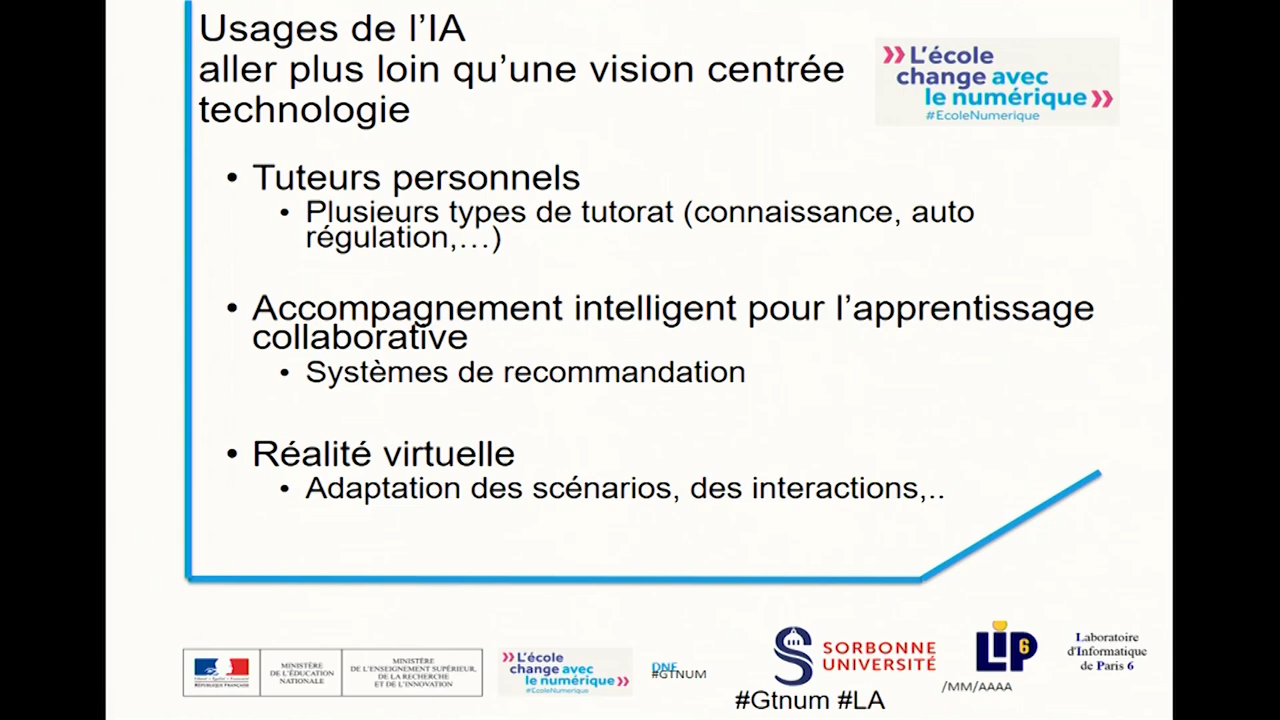 Usages de l’IA
aller plus loin qu’une vision centrée
technologie
L’école
change avec
le numérique
#EcoleNumerique
• Tuteurs personnels
• Plusieurs types de tutorat (connaissance, auto
régulation,…)
• Accompagnement intelligent pour l’apprentissage
collaborative
• Systèmes de recommandation
• Réalité virtuelle
• Adaptation des scénarios, des interactions,..
RÉPUBLIQUE FRANÇAISE
MINISTÈRE
DE L'ÉDUCATION
NATIONALE
MINISTÈRE
DE L'ENSEIGNEMENT SUPÉRIEUR,
DE LA RECHERCHE
ET DE L'INNOVATION
L’école
change avec
le numérique
#EcoleNumerique
DNE
#GTNUM
SORBONNE
UNIVERSITÉ
LIP6
Laboratoire
d'Informatique
de Paris 6
/MM/AAAA
#Gtnum #LA